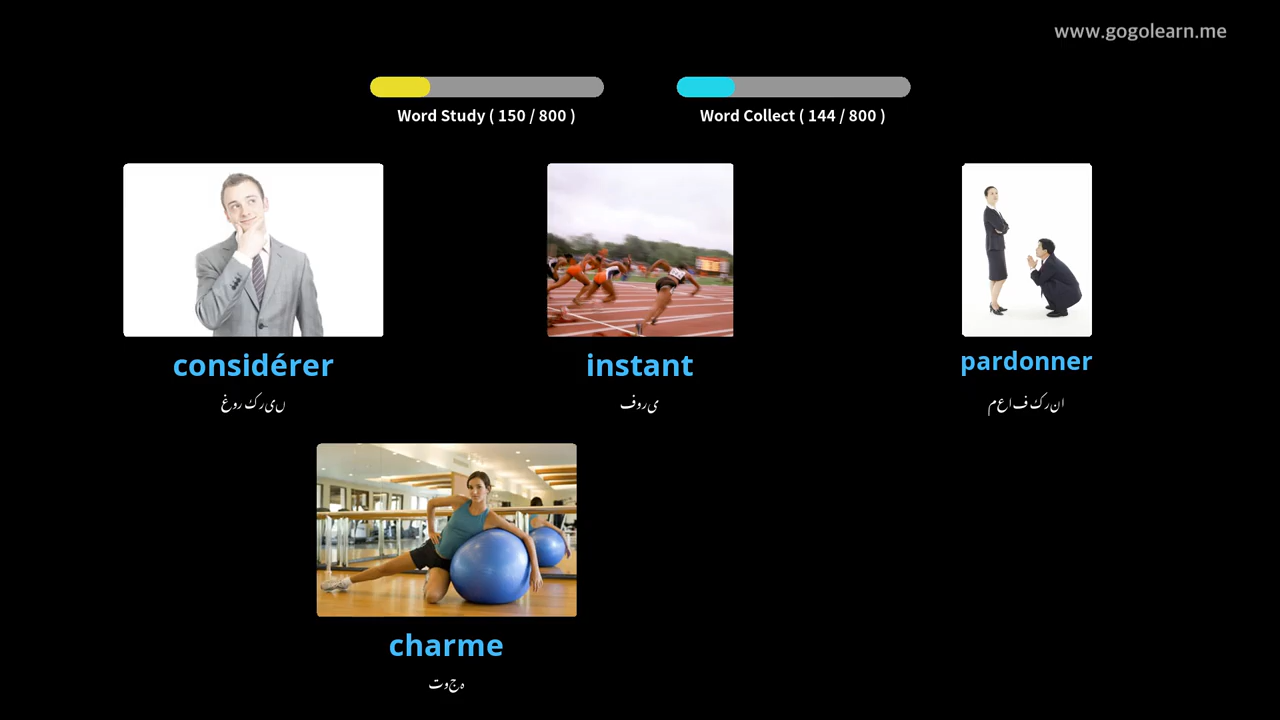 www.gogolearn.me
Word Study ( 150 / 800 )
Word Collect ( 144 / 800 )
considérer
غور کریں
instant
فوری
pardonner
معاف کرنا
charme
توجہ